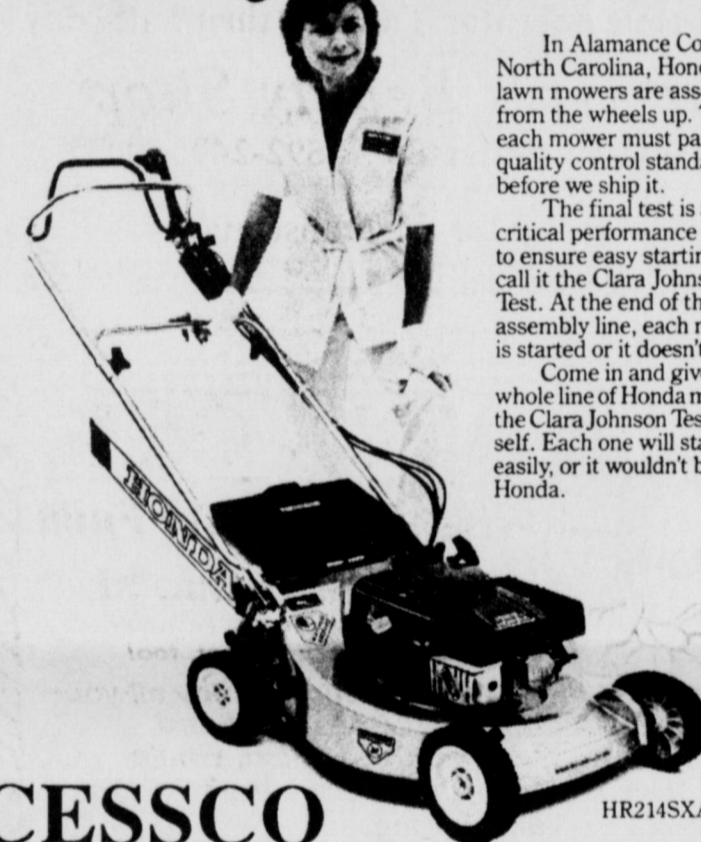 In Alamance Co
North Carolina, Hond
lawn mowers are ass
from the wheels up. T
each mower must pa
quality control stand
before we ship it.
The final test is
critical performance
to ensure easy startin
call it the Clara Johns
Test. At the end of th
assembly line, each m
is started or it doesn't
Come in and give
whole line of Honda m
the Clara Johnson Tes
self. Each one will sta
easily, or it wouldn't b
Honda.
HONDA
CESSCO
HR214SXA